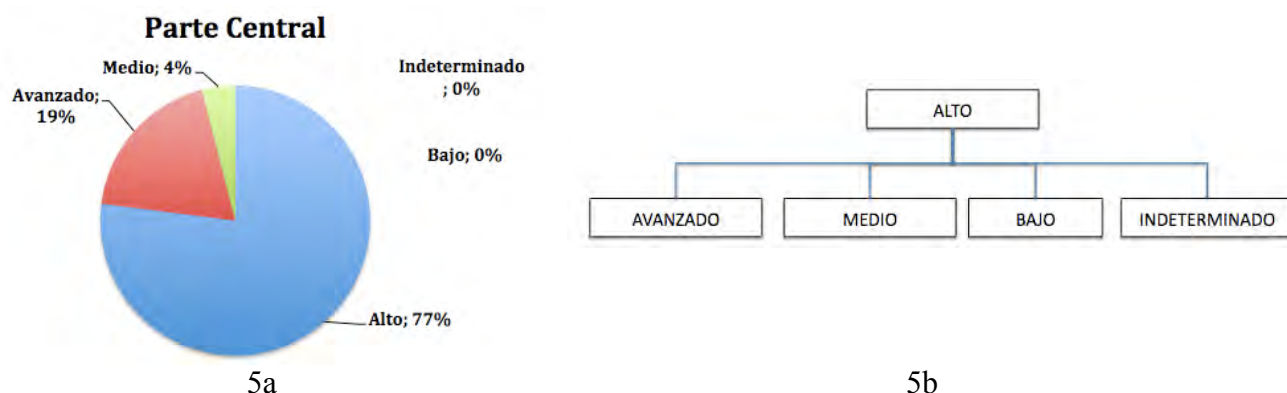 Parte Central
Medio; 4%
Indeterminado
; 0%
Avanzado;
19%
Bajo; 0%
Alto; 77%
5a
ALTO
AVANZADO
MEDIO
BAJO
INDETERMINADO
5b